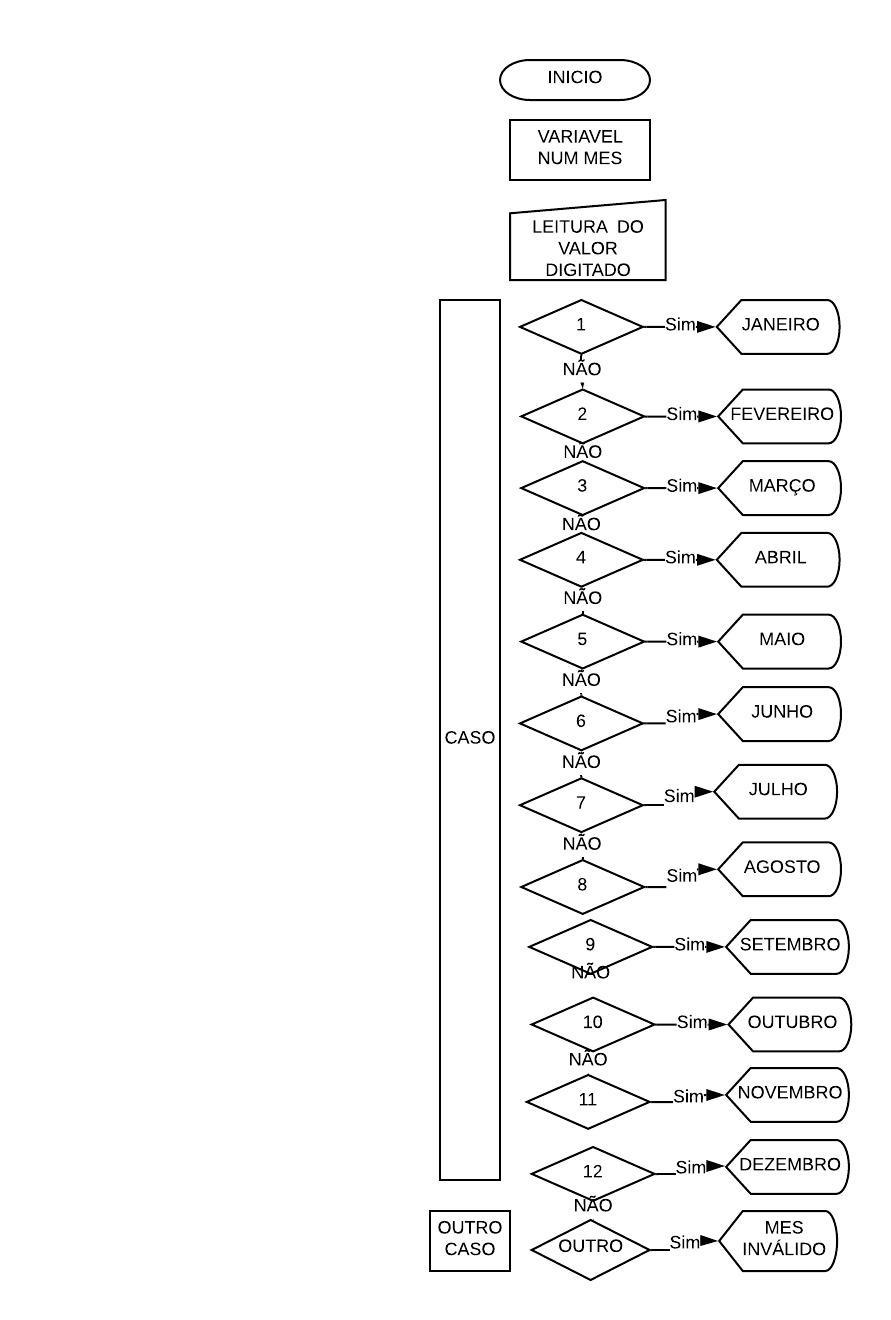 INICIO
VARIAVEL
NUM MES
LEITURA DO
VALOR
DIGITADO
1
Sim
JANEIRO
NÃO
2
Sim
FEVEREIRO
NÃO
3
Sim
MARÇO
NÃO
4
Sim
ABRIL
NÃO
5
Sim
MAIO
NÃO
6
Sim
JUNHO
CASO
NÃO
7
Sim
JULHO
NÃO
8
Sim
AGOSTO
9
Sim
SETEMBRO
NÃO
10
Sim
OUTUBRO
NÃO
11
Sim
NOVEMBRO
12
Sim
DEZEMBRO
NÃO
OUTRO
CASO
OUTRO
Sim
MES
INVÁLIDO